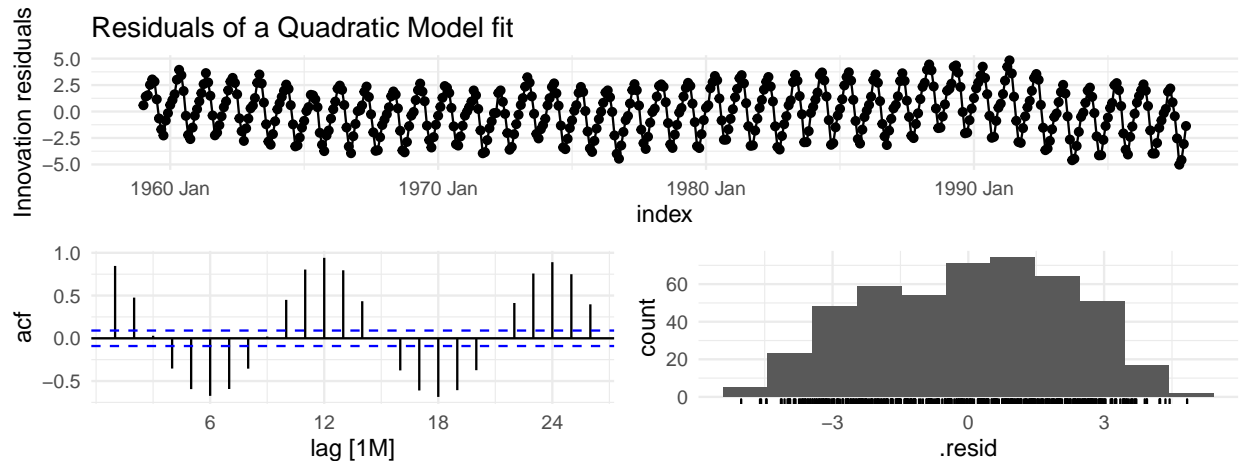 Residuals of a Quadratic Model fit
Innovation residuals
5.0
2.5
0.0
−2.5
−5.0
1960 Jan 1970 Jan 1980 Jan 1990 Jan
index
acf
1.0
0.5
0.0
−0.5
6 12 18 24
lag [1M]
count
60
40
20
0
−3 0 3
.resid